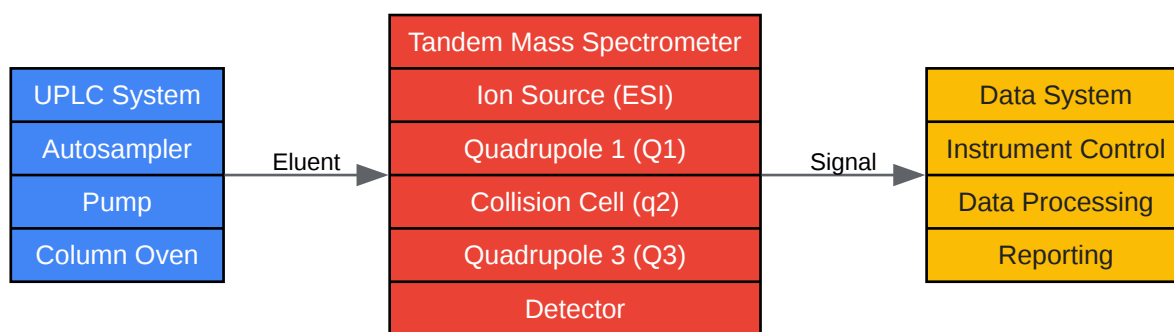 UPLC System
Autosampler
Pump
Column Oven
Eluent
Tandem Mass Spectrometer
Ion Source (ESI)
Quadrupole 1 (Q1)
Collision Cell (q2)
Quadrupole 3 (Q3)
Detector
Signal
Data System
Instrument Control
Data Processing
Reporting